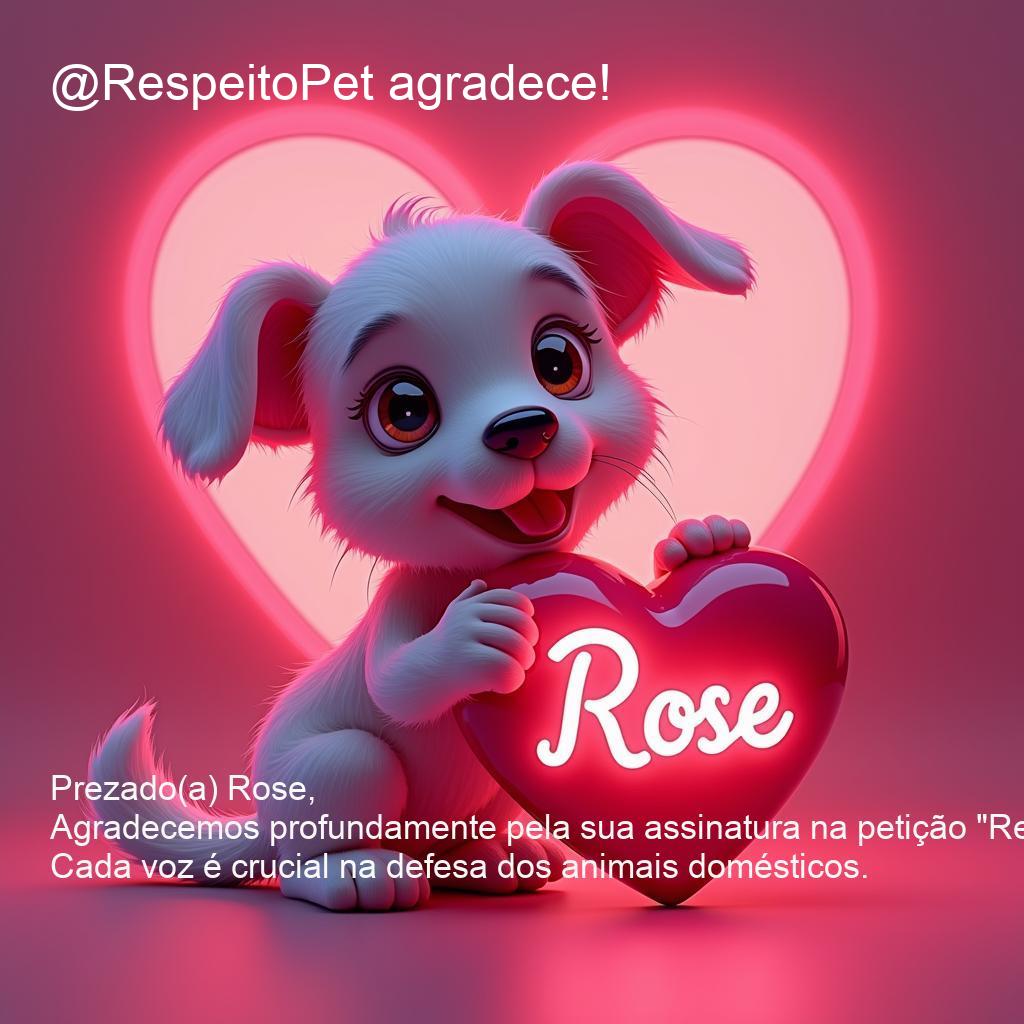 @RespeitoPet agradece!
Rose
Prezado(a) Rose,
Agradecemos profundamente pela sua assinatura na petição "Re
Cada voz é crucial na defesa dos animais domésticos.